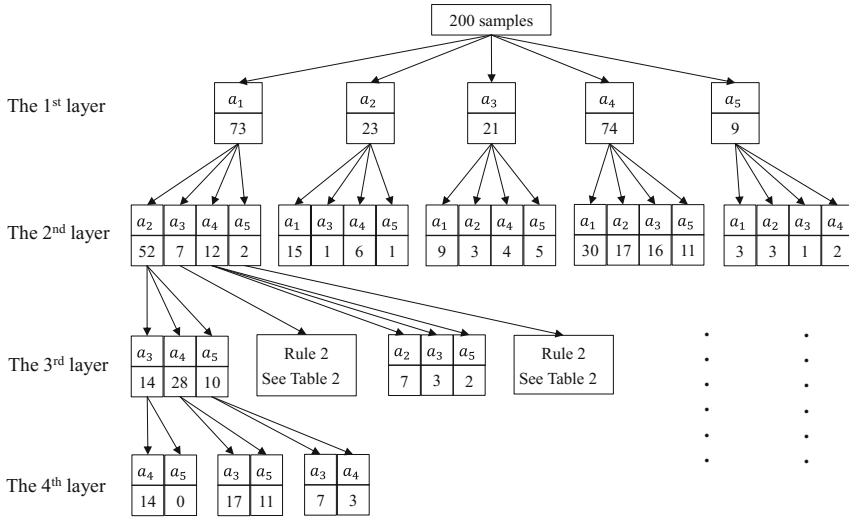 200 samples
The 1st layer
a1 a2 a3 a4 a5
73 23 21 74 9
The 2nd layer
a2 a3 a4 a5 a1 a3 a4 a5 a1 a2 a4 a5 a1 a2 a3 a5 a1 a2 a3 a4
52 7 12 2 15 1 6 1 9 3 4 5 30 17 16 11 3 3 1 2
The 3rd layer
a3 a4 a5 Rule 2 a2 a3 a5 Rule 2
14 28 10 See Table 2 7 3 2 See Table 2
The 4th layer
a4 a5 a3 a5 a3 a4
14 0 17 11 7 3